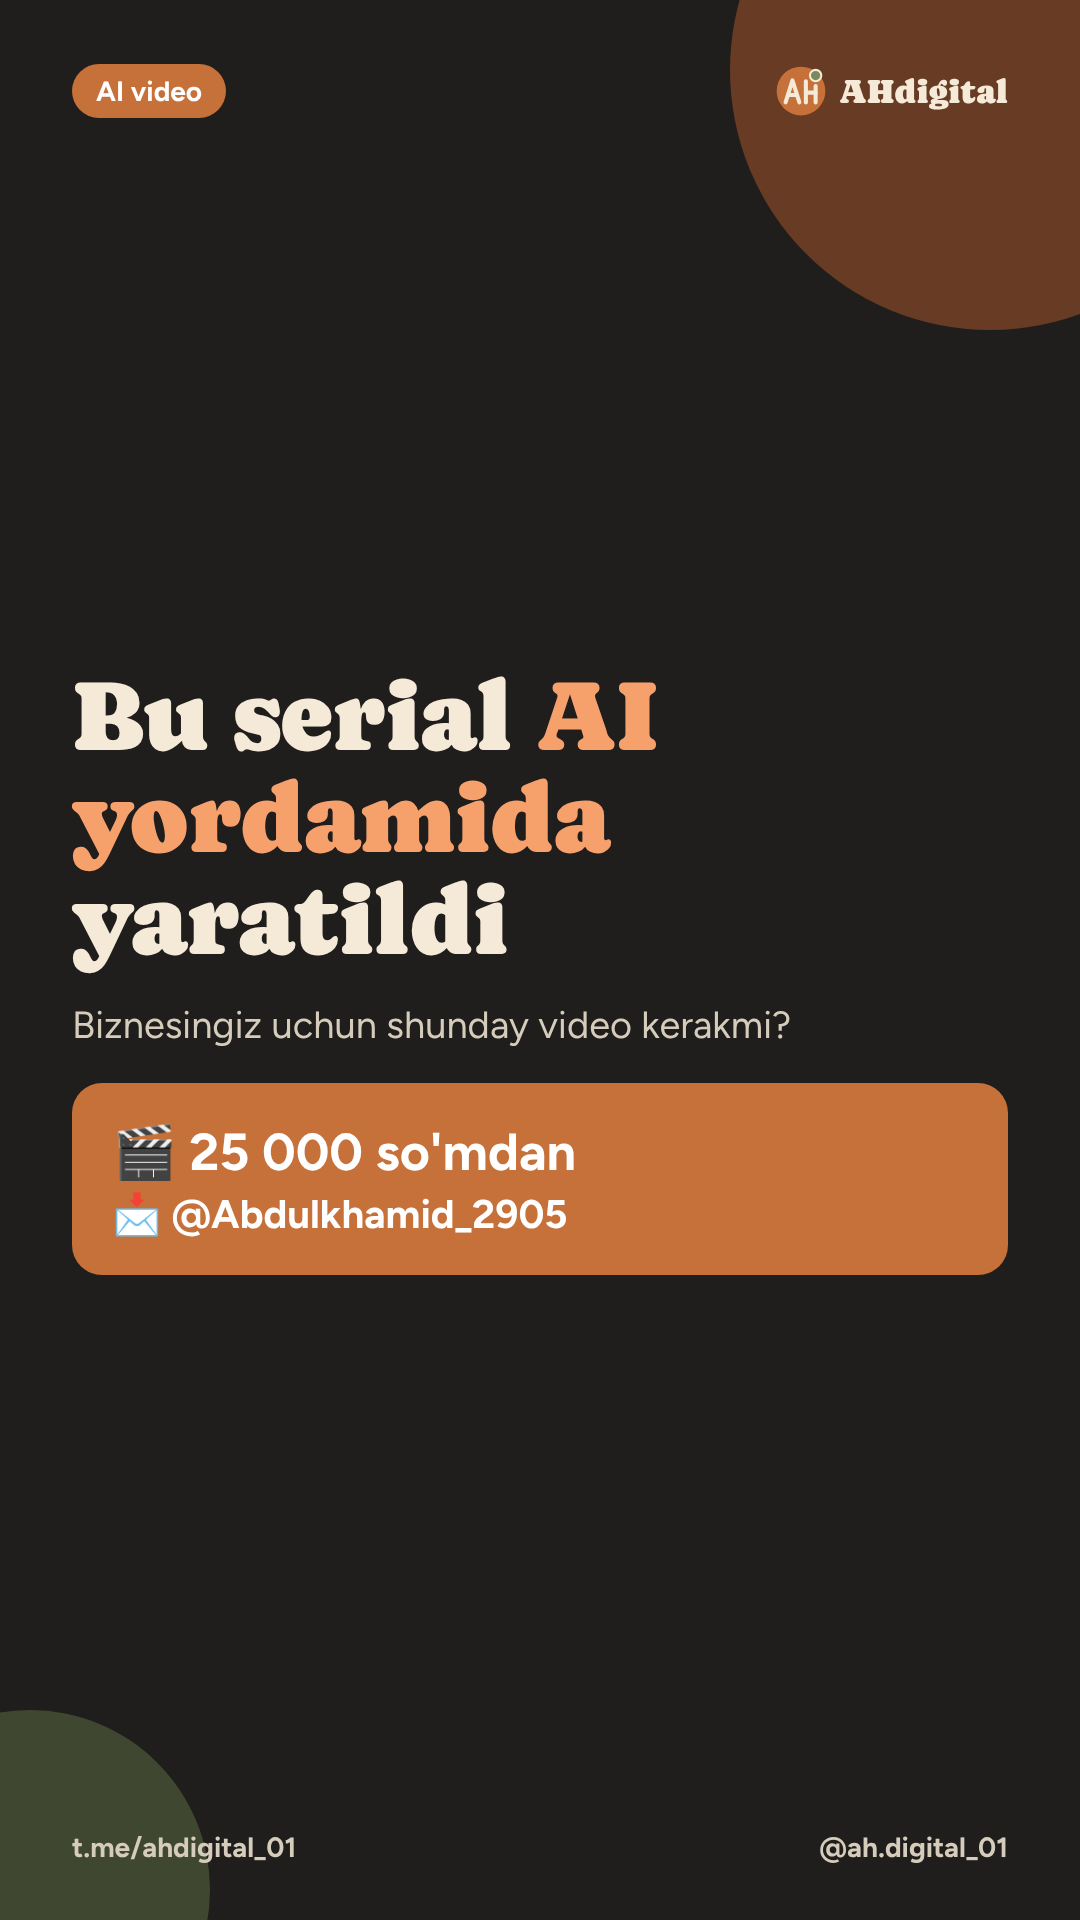 AI video
AH AHdigital
Bu serial AI
yordamida
yaratildi
Biznesingiz uchun shunday video kerakmi?
🎬 25 000 so'mdan
📩 @Abdulkhamid_2905
t.me/ahdigital_01
@ah.digital_01